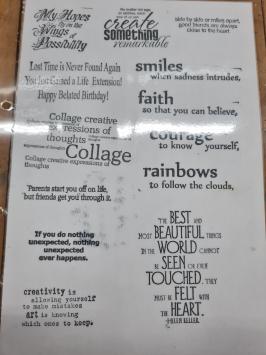 My Hopes
fly on the
Wings of
Possibility
create
something
remarkable
side by side or miles apart,
good friends are always
close to the heart
Lost Time is Never Found Again
You Just Gained a Life Extension!
Happy Belated Birthday!
smiles
when sadness intrudes,
faith
so that you can believe,
Collage creative
expressions of
thoughts
Collage
Collage creative expressions of
thoughts
courage
to know yourself,
rainbows
to follow the clouds,
Parents start you off on life,
but friends get you through it.
If you do nothing
unexpected, nothing
unexpected
ever happens.
The BEST and
MOST BEAUTIFUL THINGS
IN THE WORLD CANNOT
BE SEEN OR EVEN
TOUCHED. THEY
MUST BE FELT WITH
THE HEART.
-HELEN KELLER
creativity is
allowing yourself
to make mistakes
art is knowing
which ones to keep.